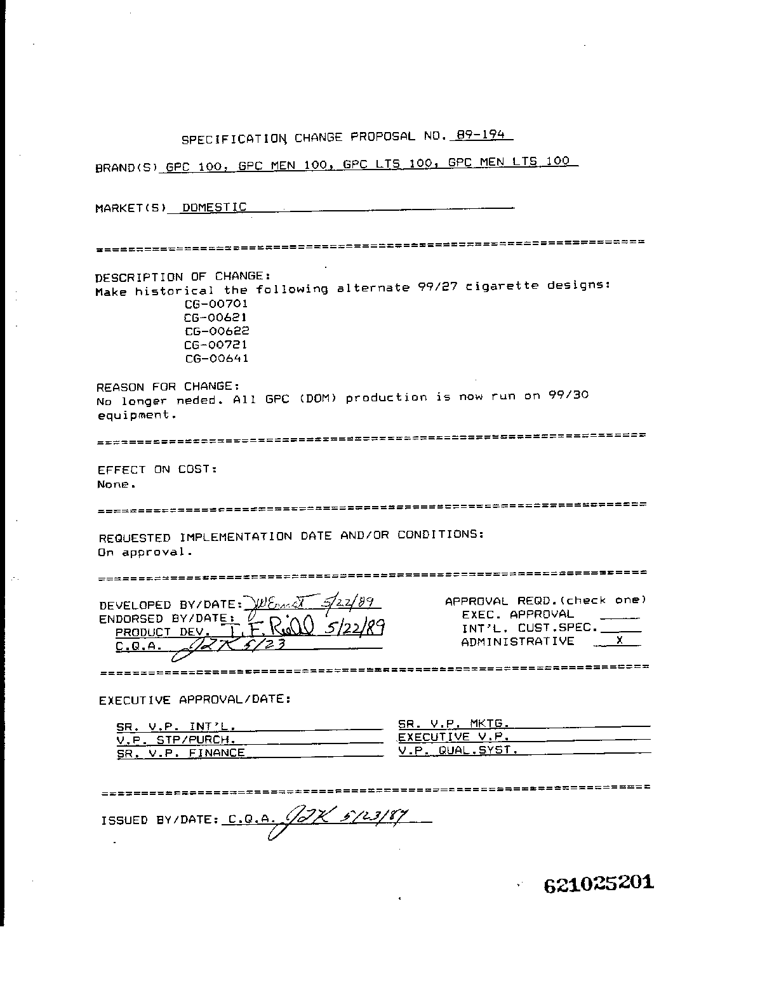 SPECIFICATION CHANGE PROPOSAL NO. 89-194
BRAND(S) GPC 100, GPC MEN 100, GPC LTS 100, GPC MEN LTS 100
MARKET(S) DOMESTIC
DESCRIPTION OF CHANGE:
Make historical the following alternate 99/27 cigarette designs:
CG-00701
CG-00621
CG-00622
CG-00721
CG-00641
REASON FOR CHANGE:
No longer neded. All GPC (DOM) production is now run on 99/30
equipment.
EFFECT ON COST:
None.
REQUESTED IMPLEMENTATION DATE AND/OR CONDITIONS:
On approval.
DEVELOPED BY/DATE: 5/22/89
ENDORSED BY/DATE:
PRODUCT DEV. 5/22/89
C.Q.A. 5/23
APPROVAL REQD.(check one)
EXEC. APPROVAL
INT'L. CUST.SPEC.
ADMINISTRATIVE X
EXECUTIVE APPROVAL/DATE:
SR. V.P. INT'L.
V.P. STP/PURCH.
SR. V.P. FINANCE
SR. V.P. MKTG.
EXECUTIVE V.P.
V.P. QUAL.SYST.
ISSUED BY/DATE: C.Q.A. 5/23/89
621025201